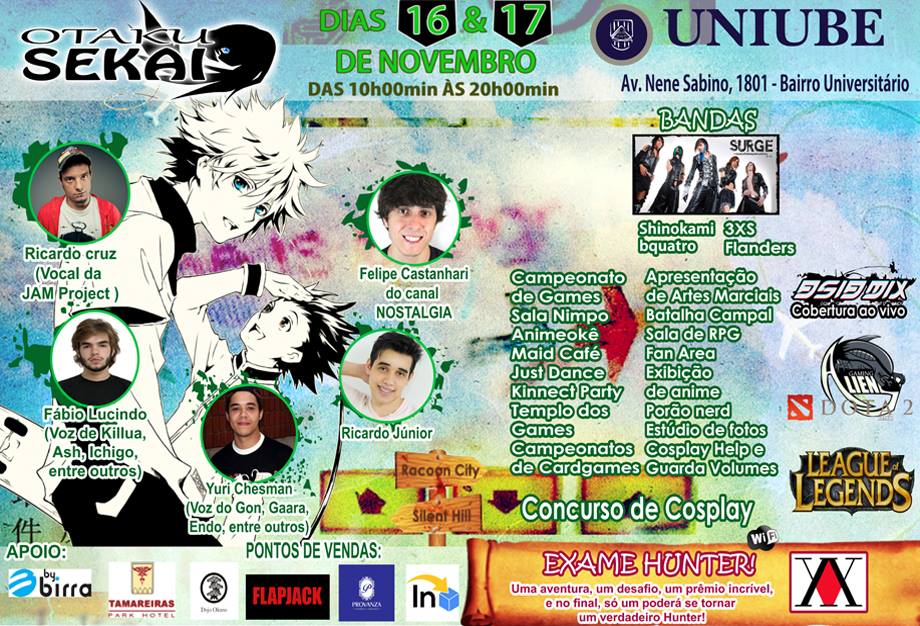 OTAKU
SEKAI
DIAS 16 & 17
DE NOVEMBRO
DAS 10h00min ÀS 20h00min
UNIUBE
Av. Nene Sabino, 1801 - Bairro Universitário
Ricardo cruz
(Vocal da
JAM Project )
Fábio Lucindo
(Voz de Killua,
Ash, Ichigo,
entre outros)
Yuri Chesman
(Voz do Gon, Gaara,
Endo, entre outros)
Felipe Castanhari
do canal
NOSTALGIA
Ricardo Júnior
BANDAS
SURGE
Shinokami
bquatro
3XS
Flanders
Campeonato
de Games
Sala Nimpo
Animeokê
Maid Café
Just Dance
Kinnect Party
Templo dos
Games
Campeonatos
de Cardgames
Apresentação
de Artes Marciais
Batalha Campal
Sala de RPG
Fan Area
Exibição
de anime
Porão nerd
Estúdio de fotos
Cosplay Help e
Guarda Volumes
Concurso de Cosplay
Racoon City
Silent Hill
Cobertura ao vivo
GAMING
ALIEN
DOTA 2
LEAGUE of
LEGENDS
件
APOIO:
by
birra
TAMAREIRAS
PARK HOTEL
PONTOS DE VENDAS:
FLAPJACK
PROVANZA
In
Wi Fi
EXAME HUNTER!
Uma aventura, um desafio, um prêmio incrível,
e no final, só um poderá se tornar
um verdadeiro Hunter!